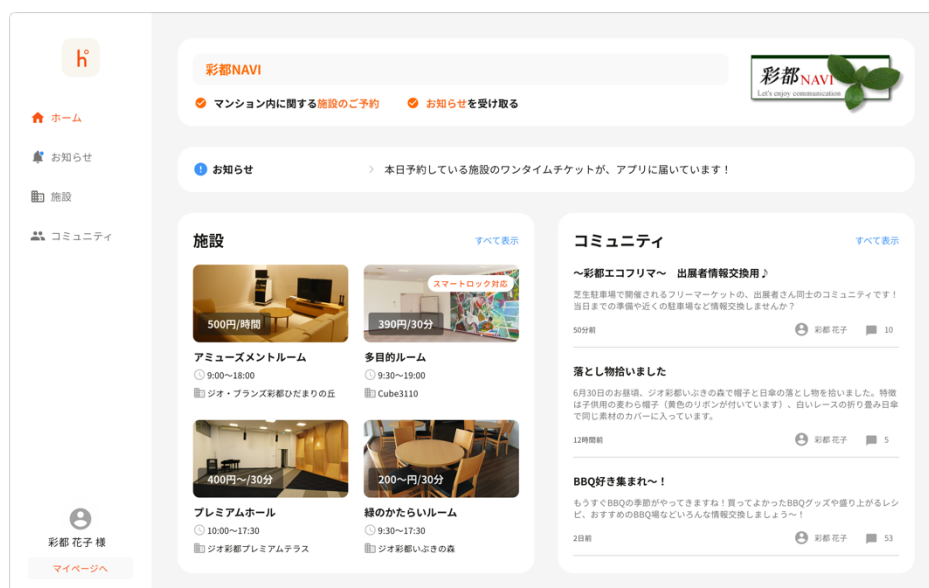 h°
ホーム
お知らせ
施設
コミュニティ
彩都 花子 様
マイページへ
彩都NAVI
マンション内に関する施設のご予約
お知らせを受け取る
彩都NAVI
Let's enjoy communication
お知らせ
本日予約している施設のワンタイムチケットが、アプリに届いています！
施設
すべて表示
500円/時間
アミューズメントルーム
9:00〜18:00
ジオ・ブランズ彩都ひだまりの丘
スマートロック対応
390円/30分
多目的ルーム
9:30〜19:00
Cube3110
400円〜/30分
プレミアムホール
10:00〜17:30
ジオ彩都プレミアムテラス
200〜円/30分
緑のかたらいルーム
9:30〜17:30
ジオ彩都いぶきの森
コミュニティ
すべて表示
〜彩都エコフリマ〜　出展者情報交換用♪
芝生駐車場で開催されるフリーマーケットの、出展者さん同士のコミュニティです！
当日までの準備や近くの駐車場など情報交換しませんか？
50分前
彩都 花子
10
落とし物拾いました
6月30日のお昼頃、ジオ彩都いぶきの森で帽子と日傘の落とし物を拾いました。特徴
は子供用の麦わら帽子（黄色のリボンが付いています）、白いレースの折り畳み日傘
で同じ素材のカバーに入っています。
12時間前
彩都 花子
5
BBQ好き集まれ〜！
もうすぐBBQの季節がやってきますね！買ってよかったBBQグッズや盛り上がるレシ
ピ、おすすめのBBQ場などいろんな情報交換しましょう〜！
2日前
彩都 花子
53